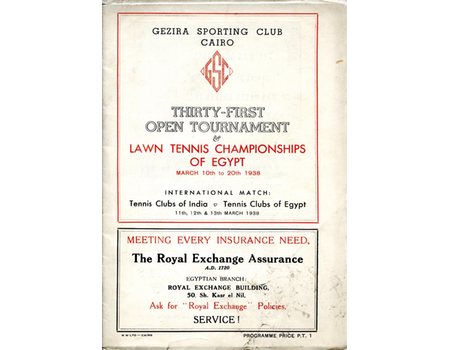 GEZIRA SPORTING CLUB
CAIRO
GSC
THIRTY-FIRST
OPEN TOURNAMENT
&
LAWN TENNIS CHAMPIONSHIPS
OF EGYPT
MARCH 10th to 20th 1938
INTERNATIONAL MATCH:
Tennis Clubs of India v Tennis Clubs of Egypt
11th, 12th & 13th MARCH 1938
MEETING EVERY INSURANCE NEED,
The Royal Exchange Assurance
A.D. 1720
EGYPTIAN BRANCH:
ROYAL EXCHANGE BUILDING,
50. Sh. Kasr el Nil.
Ask for "Royal Exchange" Policies.
SERVICE!
PROGRAMME PRICE P.T. 1